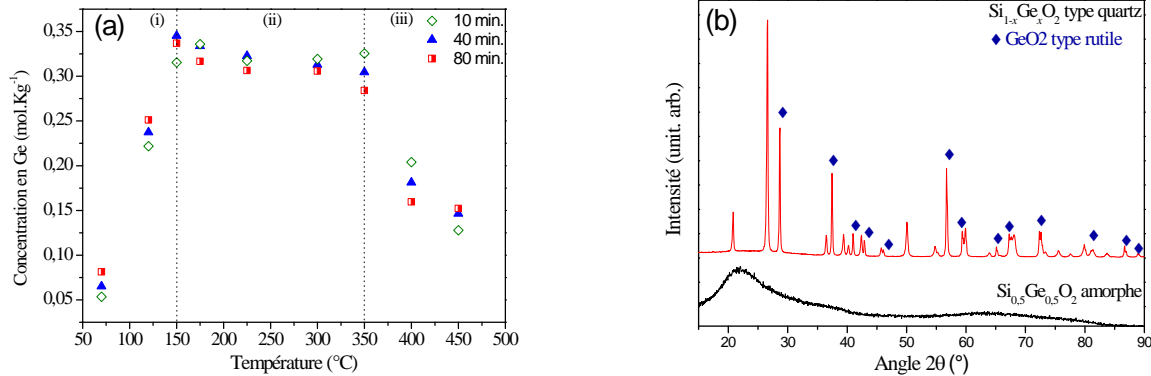 (a)
(i)
(ii)
(iii)
10 min.
40 min.
80 min.
Concentration en Ge (mol.Kg⁻¹)
0,35
0,30
0,25
0,20
0,15
0,10
0,05
50 100 150 200 250 300 350 400 450 500
Température (°C)
(b)
Si₁₋ₓGeₓO₂ type quartz
GeO2 type rutile
Intensité (unit. arb.)
Si₀,₅Ge₀,₅O₂ amorphe
20 30 40 50 60 70 80 90
Angle 2θ (°)